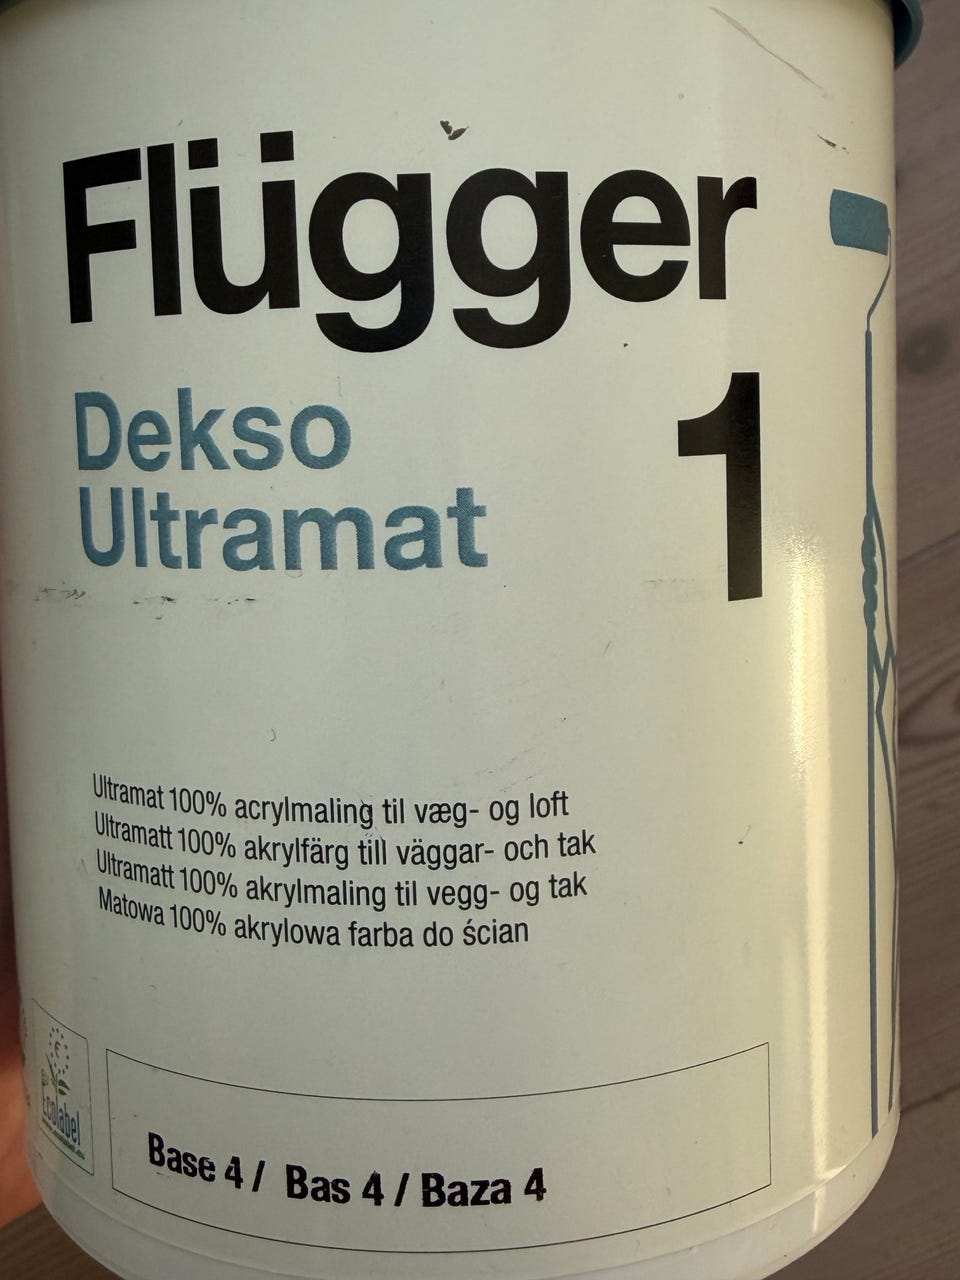 Flügger
Dekso
Ultramat
1
Ultramat 100% acrylmaling til væg- og loft
Ultramatt 100% akrylfärg till väggar- och tak
Ultramatt 100% akrylmaling til vegg- og tak
Matowa 100% akrylowa farba do ścian
Ecolabel
Base 4 / Bas 4 / Baza 4